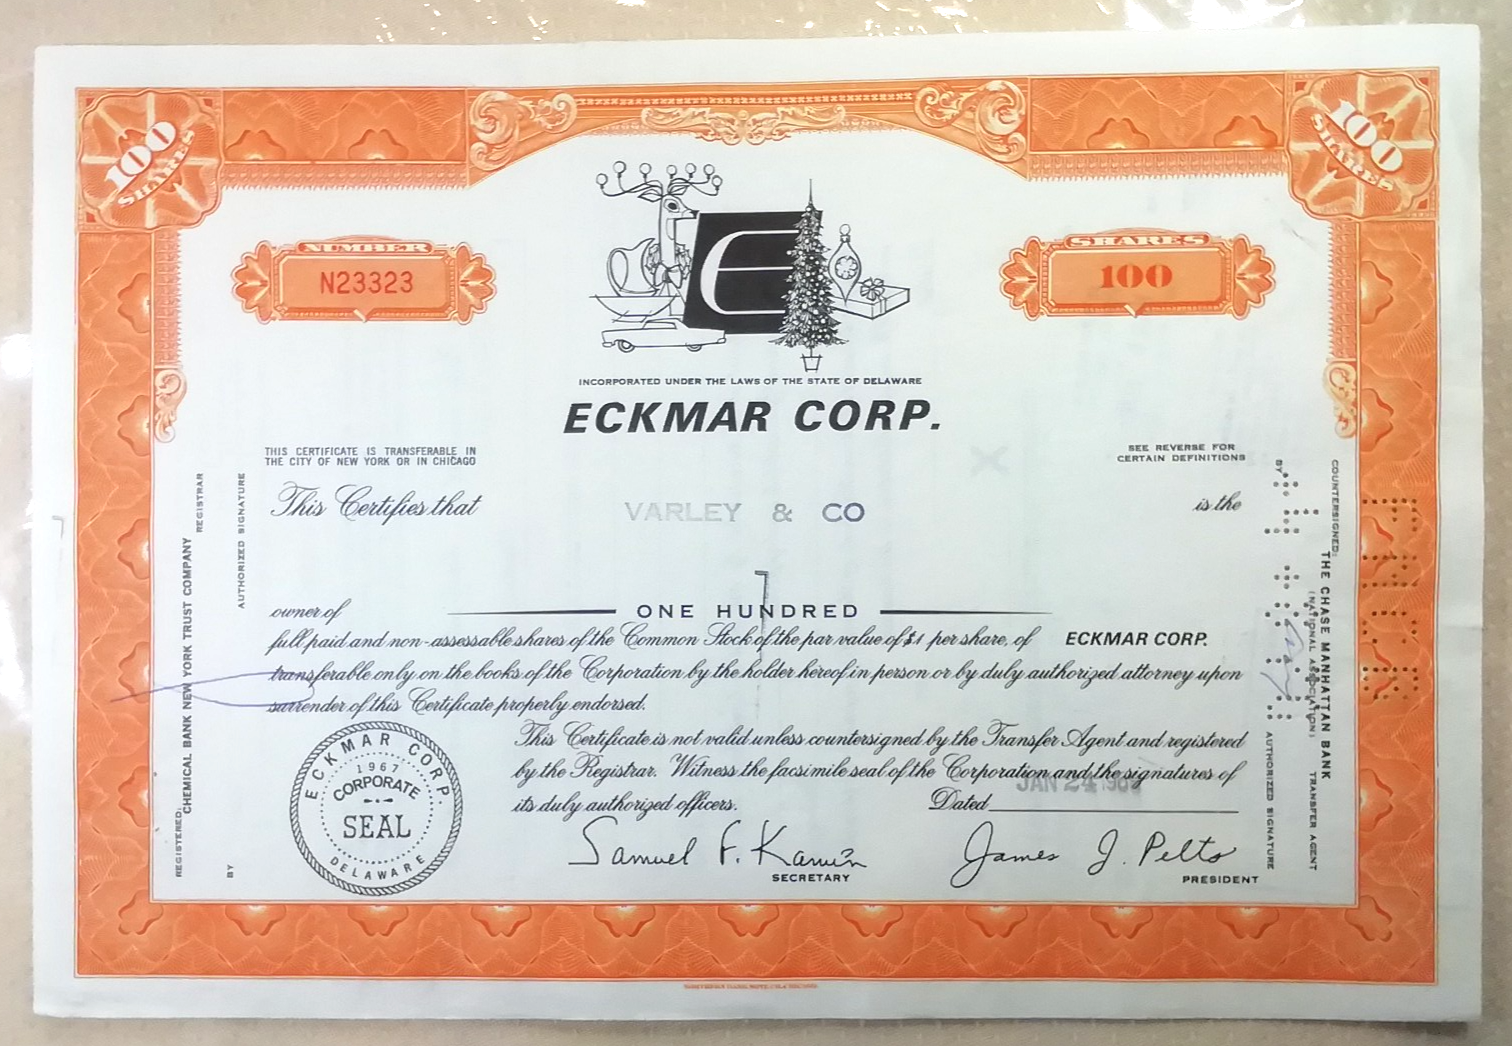 100
SHARES
100
SHARES
NUMBER
N23323
SHARES
100
E
INCORPORATED UNDER THE LAWS OF THE STATE OF DELAWARE
ECKMAR CORP.
THIS CERTIFICATE IS TRANSFERABLE IN
THE CITY OF NEW YORK OR IN CHICAGO
SEE REVERSE FOR
CERTAIN DEFINITIONS
This Certifies that VARLEY & CO is the
owner of ONE HUNDRED
full paid and non-assessable shares of the Common Stock of the par value of $1 per share, of ECKMAR CORP.
transferable only on the books of the Corporation by the holder hereof in person or by duly authorized attorney upon
surrender of this Certificate properly endorsed.
This Certificate is not valid unless countersigned by the Transfer Agent and registered
by the Registrar. Witness the facsimile seal of the Corporation and the signatures of
its duly authorized officers. Dated JAN 24
ECKMAR CORP.
1967
CORPORATE
SEAL
DELAWARE
Samuel F. Kamin
SECRETARY
James J. Pelto
PRESIDENT
REGISTERED:
CHEMICAL BANK NEW YORK TRUST COMPANY
REGISTRAR
BY
AUTHORIZED SIGNATURE
COUNTERSIGNED:
THE CHASE MANHATTAN BANK
(NATIONAL ASSOCIATION)
TRANSFER AGENT
BY
AUTHORIZED SIGNATURE